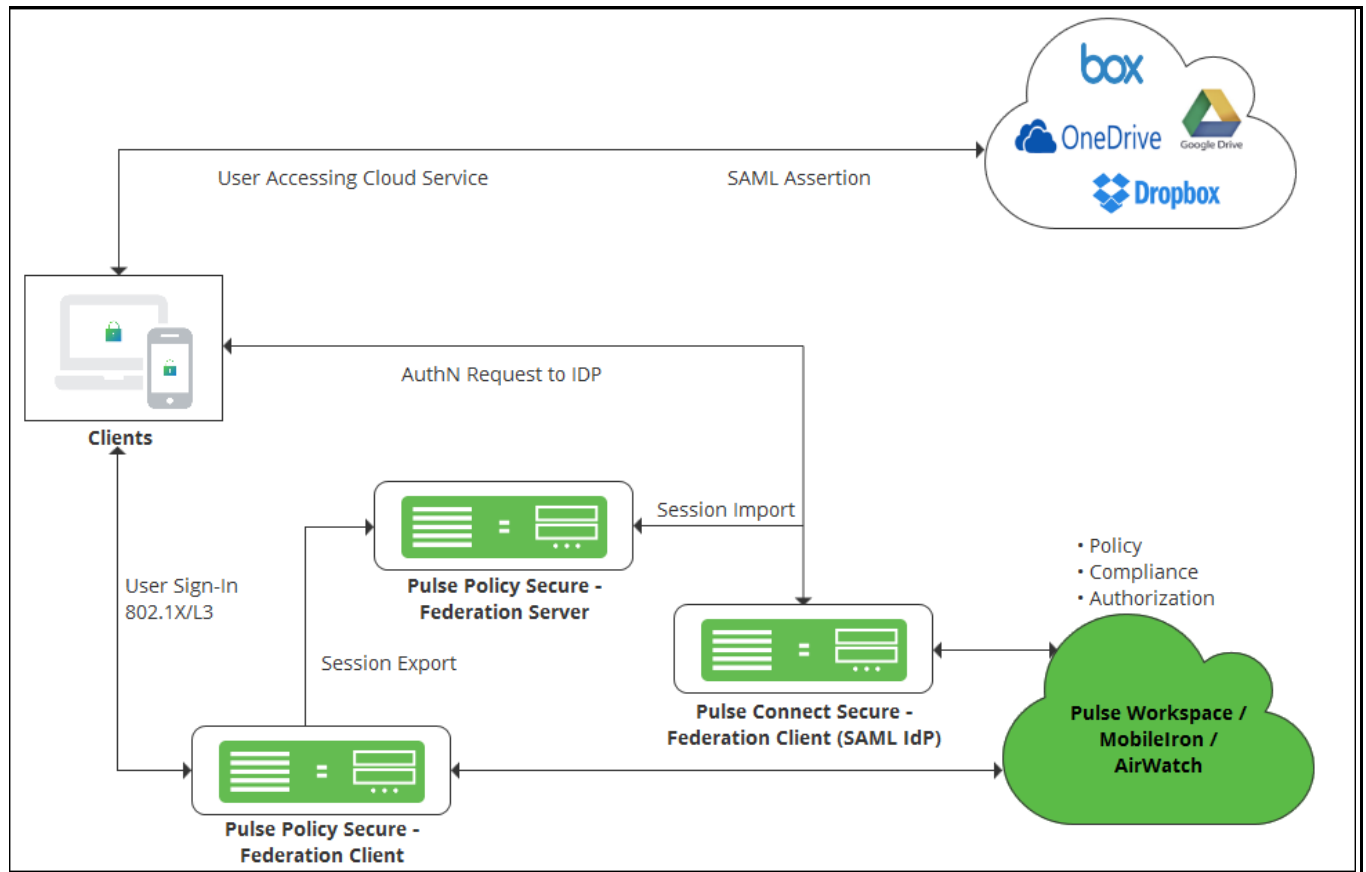 box
OneDrive
Google Drive
Dropbox
User Accessing Cloud Service
SAML Assertion
AuthN Request to IDP
Clients
Session Import
Pulse Policy Secure -
Federation Server
User Sign-In
802.1X/L3
• Policy
• Compliance
• Authorization
Session Export
Pulse Connect Secure -
Federation Client (SAML IdP)
Pulse Workspace /
MobileIron /
AirWatch
Pulse Policy Secure -
Federation Client